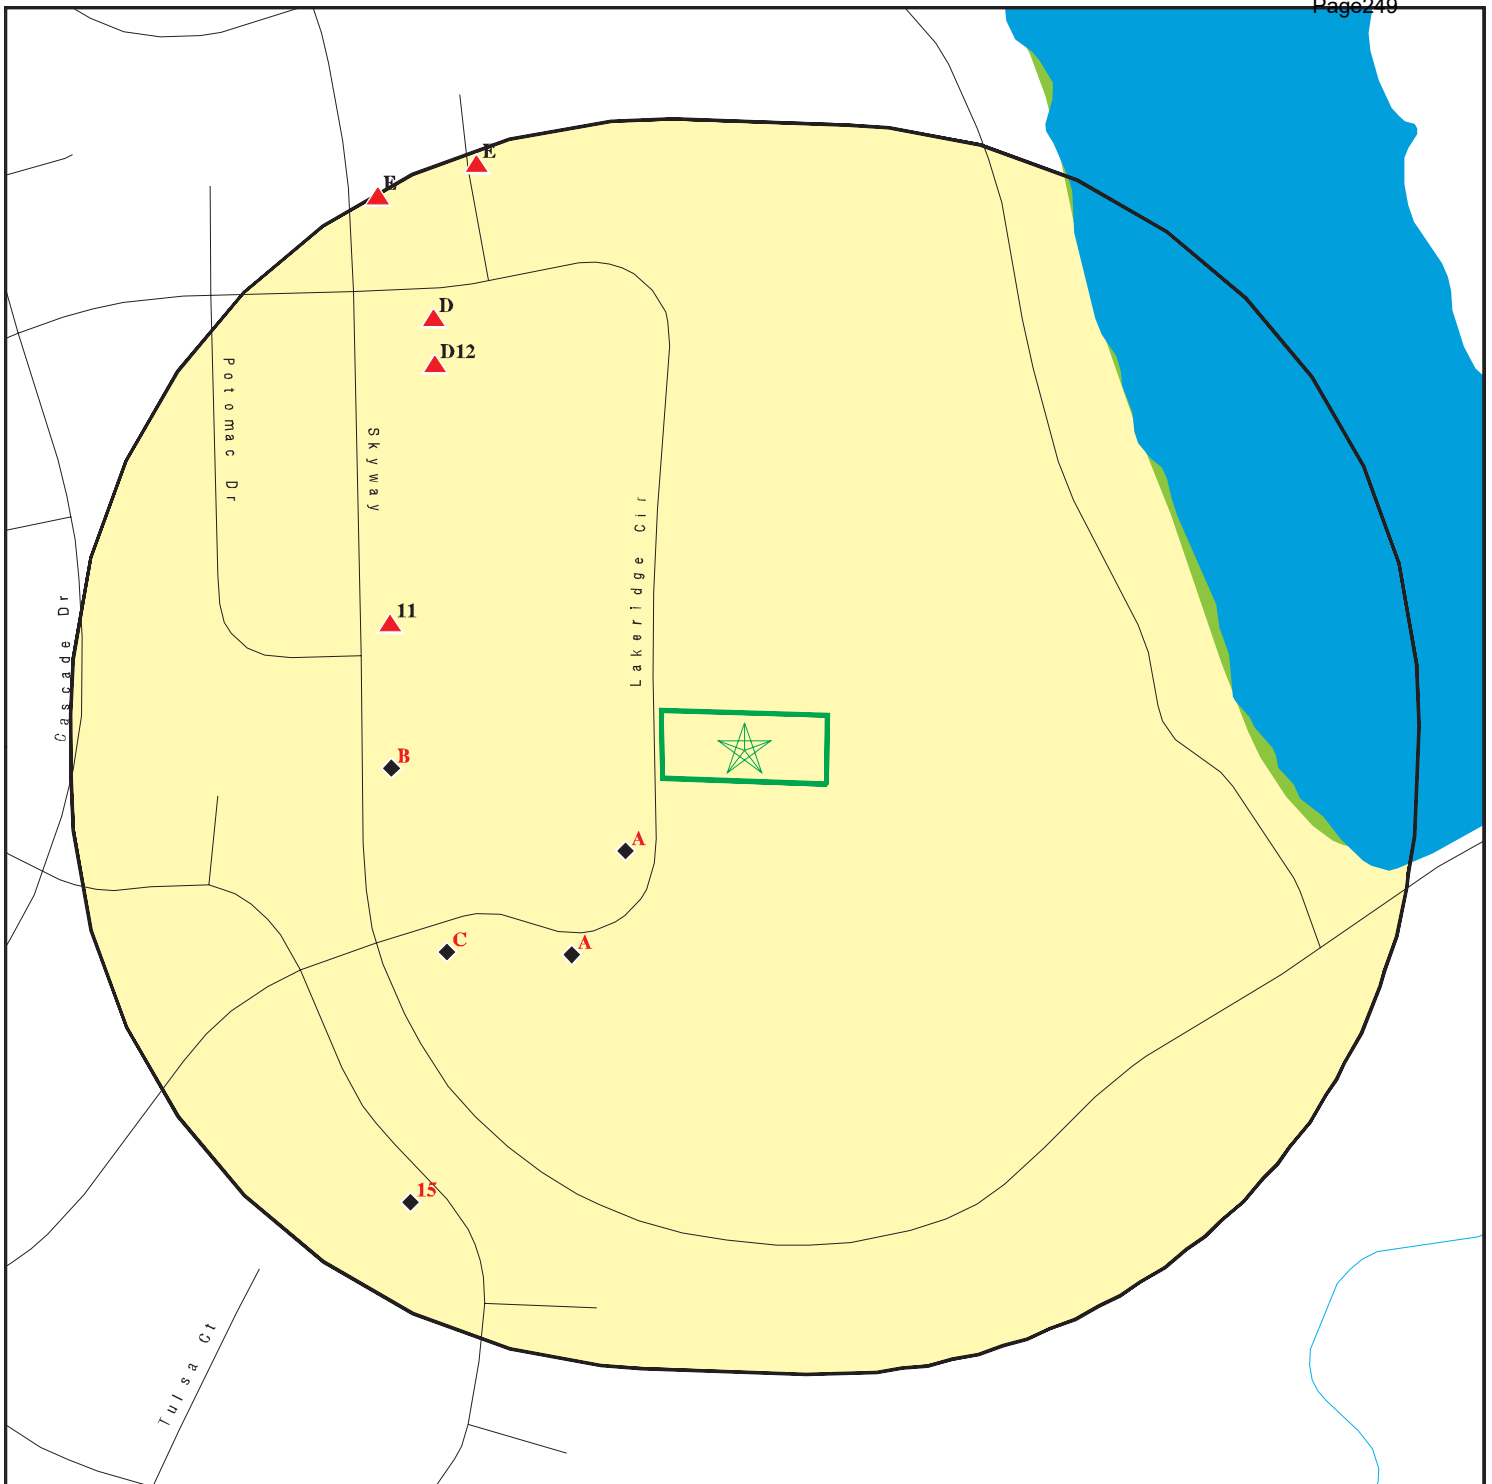 Page249
E
E
D
D12
Potomac Dr
Skyway
Lakeridge Cir
Cascade Dr
11
B
A
C
A
15
Tulsa Ct